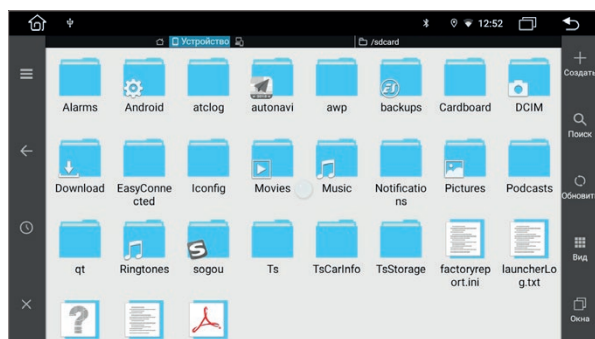 12:52
Устройство
/sdcard
Создать
Поиск
Обновить
Вид
Окна
Alarms
Android
atclog
autonavi
awp
backups
Cardboard
DCIM
Download
EasyConne
cted
Iconfig
Movies
Music
Notificatio
ns
Pictures
Podcasts
qt
Ringtones
sogou
Ts
TsCarInfo
TsStorage
factoryrep
ort.ini
launcherLo
g.txt